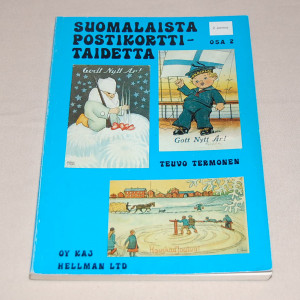 SUOMALAISTA
POSTIKORTTI-
TAIDETTA
OSA 2
Gott Nytt År!
Gott Nytt År!
TEUVO TERMONEN
OY KAJ
HELLMAN LTD